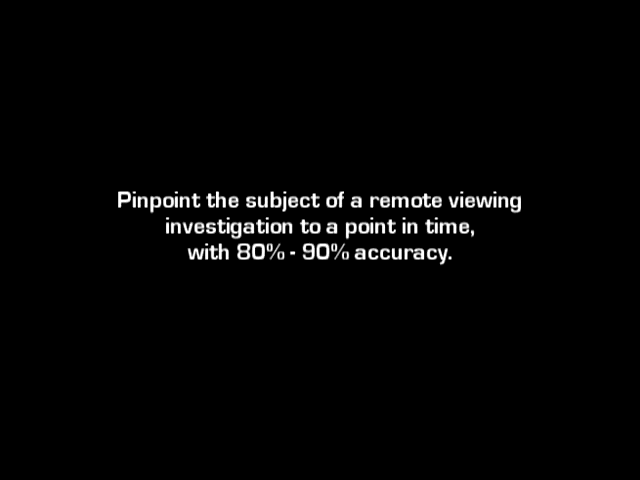 Pinpoint the subject of a remote viewing
investigation to a point in time,
with 80% - 90% accuracy.